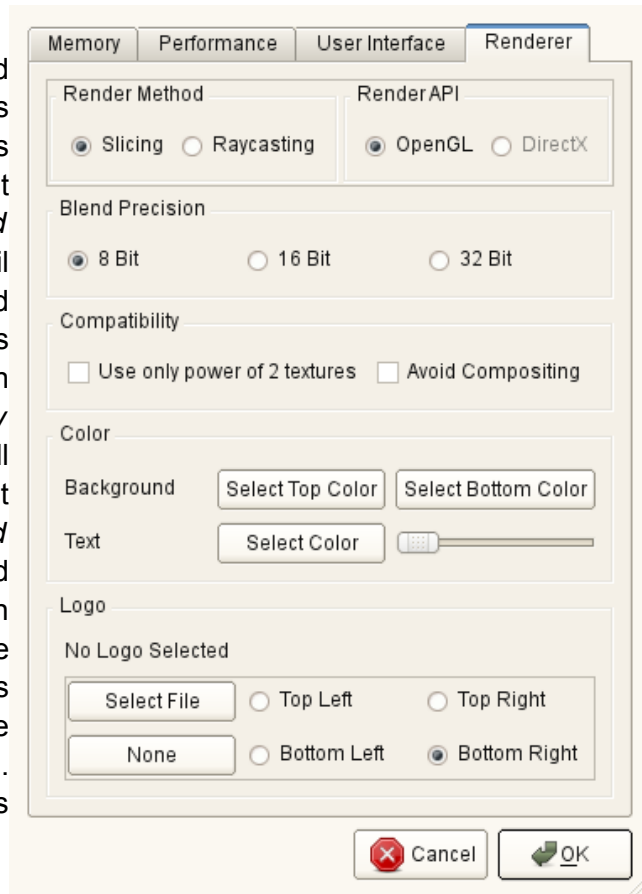 Memory Performance User Interface Renderer
Render Method Render API
Slicing Raycasting OpenGL DirectX
Blend Precision
8 Bit 16 Bit 32 Bit
Compatibility
Use only power of 2 textures Avoid Compositing
Color
Background Select Top Color Select Bottom Color
Text Select Color
Logo
No Logo Selected
Select File Top Left Top Right
None Bottom Left Bottom Right
Cancel OK